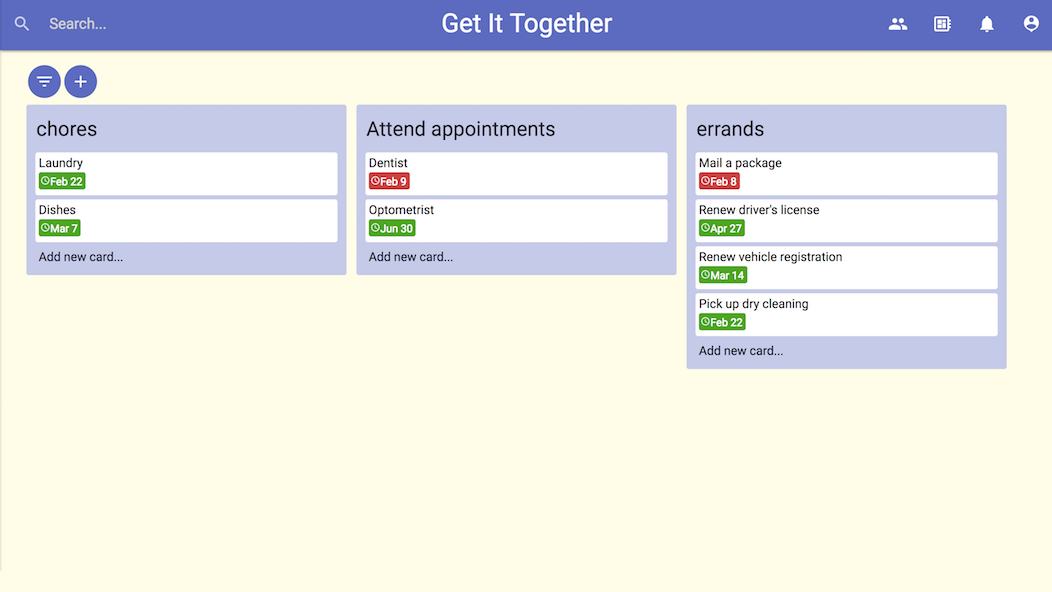 Search...
Get It Together
chores
Laundry
Feb 22
Dishes
Mar 7
Add new card...
Attend appointments
Dentist
Feb 9
Optometrist
Jun 30
Add new card...
errands
Mail a package
Feb 8
Renew driver's license
Apr 27
Renew vehicle registration
Mar 14
Pick up dry cleaning
Feb 22
Add new card...